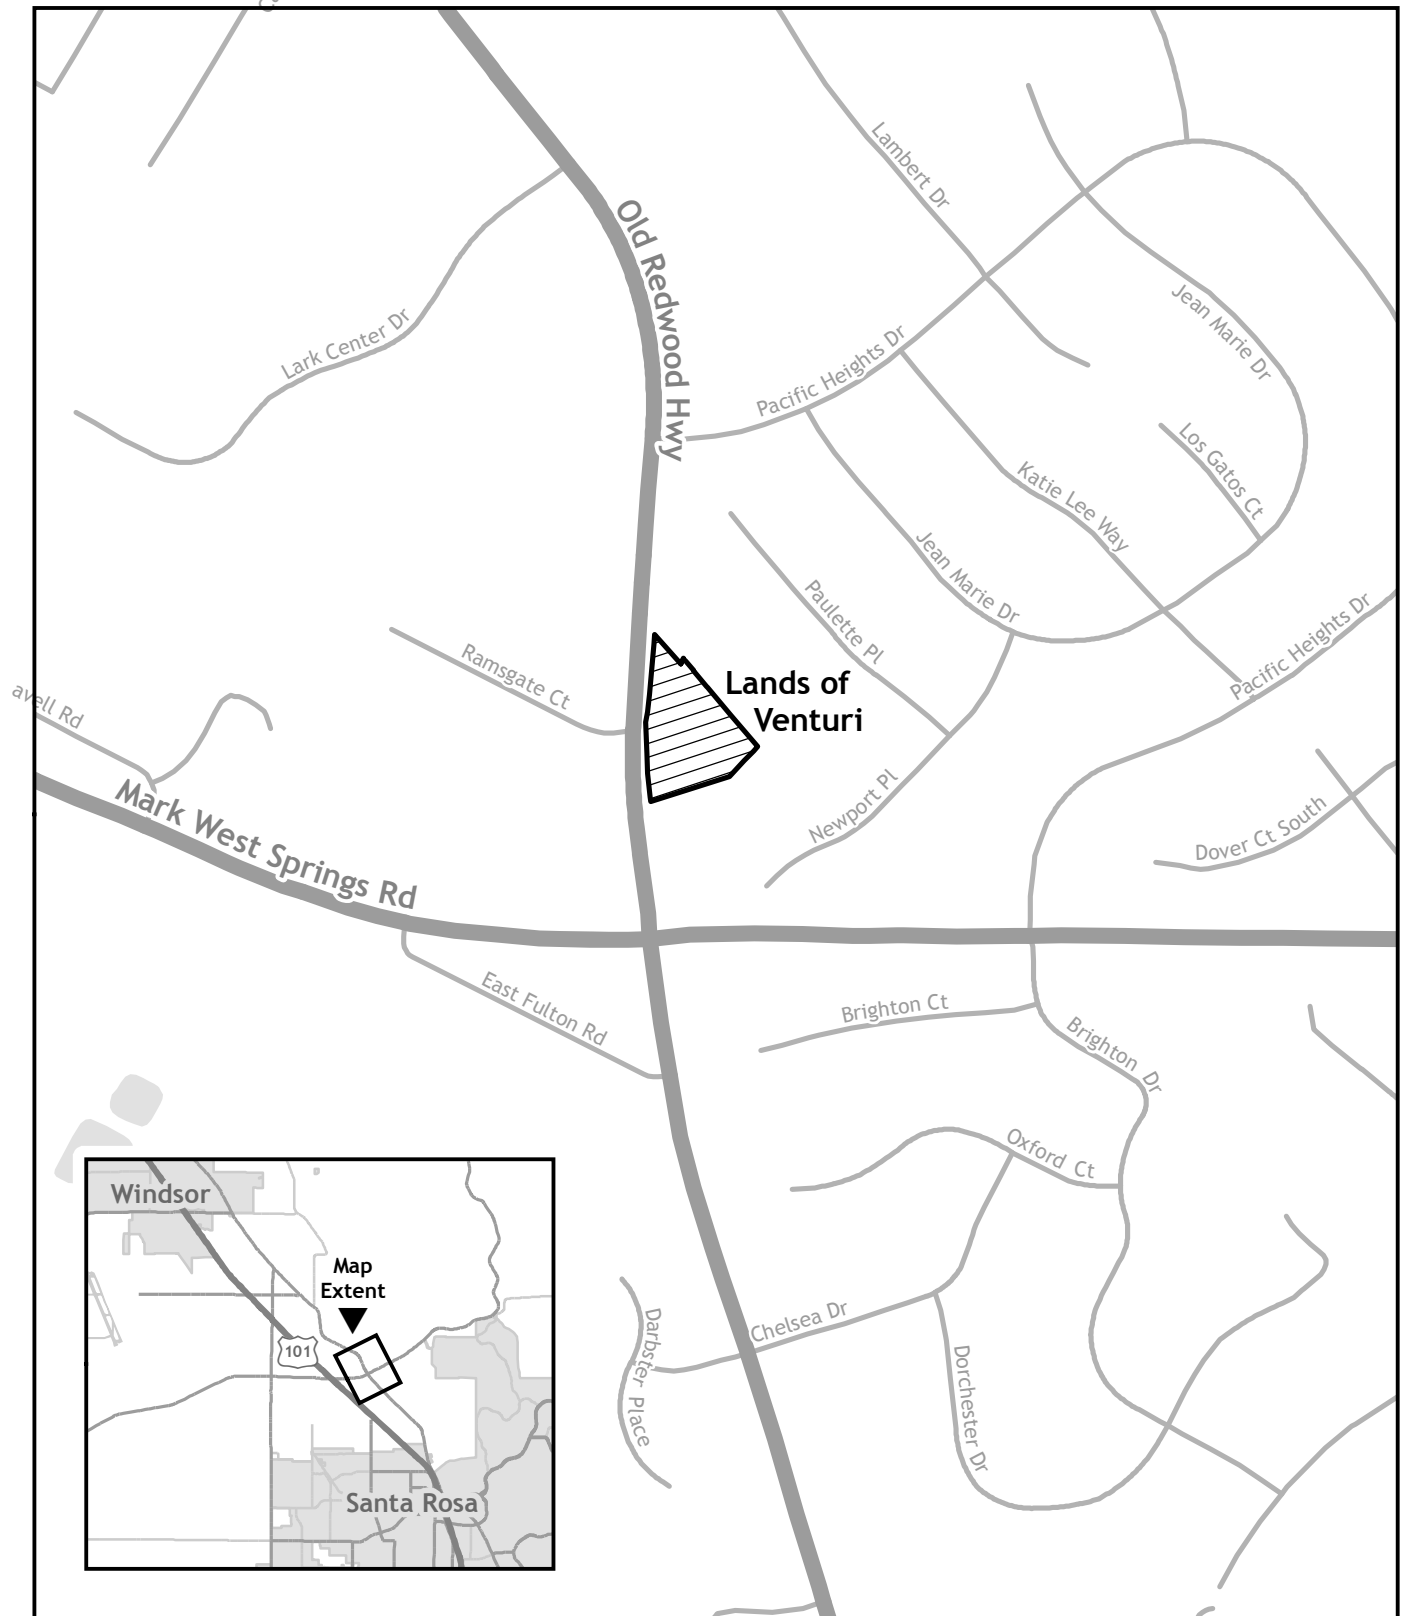 Lambert Dr
Old Redwood Hwy
Jean Marie Dr
Lark Center Dr
Pacific Heights Dr
Los Gatos Ct
Katie Lee Way
Jean Marie Dr
Paulette Pl
Pacific Heights Dr
Ramsgate Ct
Lands of
Venturi
avell Rd
Mark West Springs Rd
Newport Pl
Dover Ct South
East Fulton Rd
Brighton Ct
Brighton Dr
Oxford Ct
Windsor
Map
Extent
101
Santa Rosa
Darbster Place
Chelsea Dr
Dorchester Dr